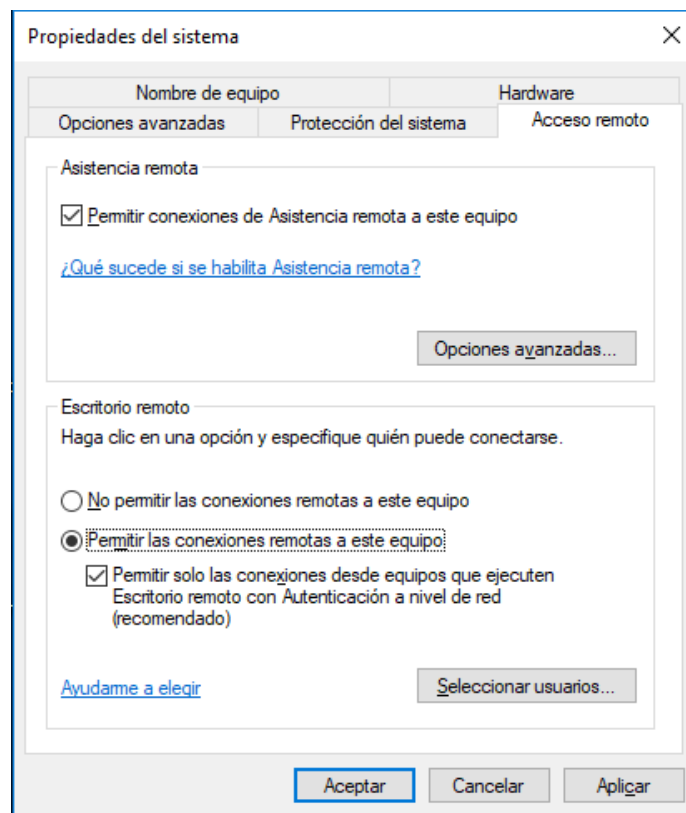 Propiedades del sistema
Nombre de equipo
Hardware
Opciones avanzadas
Protección del sistema
Acceso remoto
Asistencia remota
Permitir conexiones de Asistencia remota a este equipo
¿Qué sucede si se habilita Asistencia remota?
Opciones avanzadas...
Escritorio remoto
Haga clic en una opción y especifique quién puede conectarse.
No permitir las conexiones remotas a este equipo
Permitir las conexiones remotas a este equipo
Permitir solo las conexiones desde equipos que ejecuten
Escritorio remoto con Autenticación a nivel de red
(recomendado)
Ayudarme a elegir
Seleccionar usuarios...
Aceptar
Cancelar
Aplicar